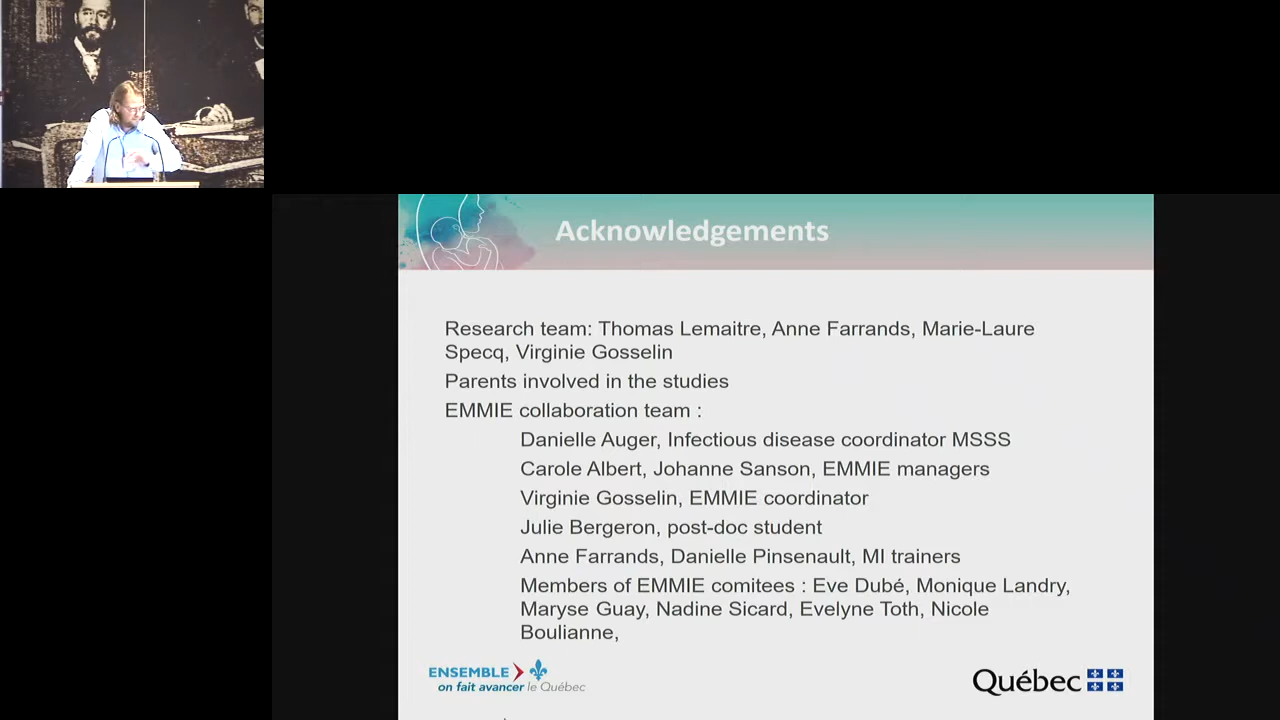 Acknowledgements
Research team: Thomas Lemaitre, Anne Farrands, Marie-Laure
Specq, Virginie Gosselin
Parents involved in the studies
EMMIE collaboration team :
Danielle Auger, Infectious disease coordinator MSSS
Carole Albert, Johanne Sanson, EMMIE managers
Virginie Gosselin, EMMIE coordinator
Julie Bergeron, post-doc student
Anne Farrands, Danielle Pinsenault, MI trainers
Members of EMMIE comitees : Eve Dubé, Monique Landry,
Maryse Guay, Nadine Sicard, Evelyne Toth, Nicole
Boulianne,
ENSEMBLE
on fait avancer le Québec
Québec